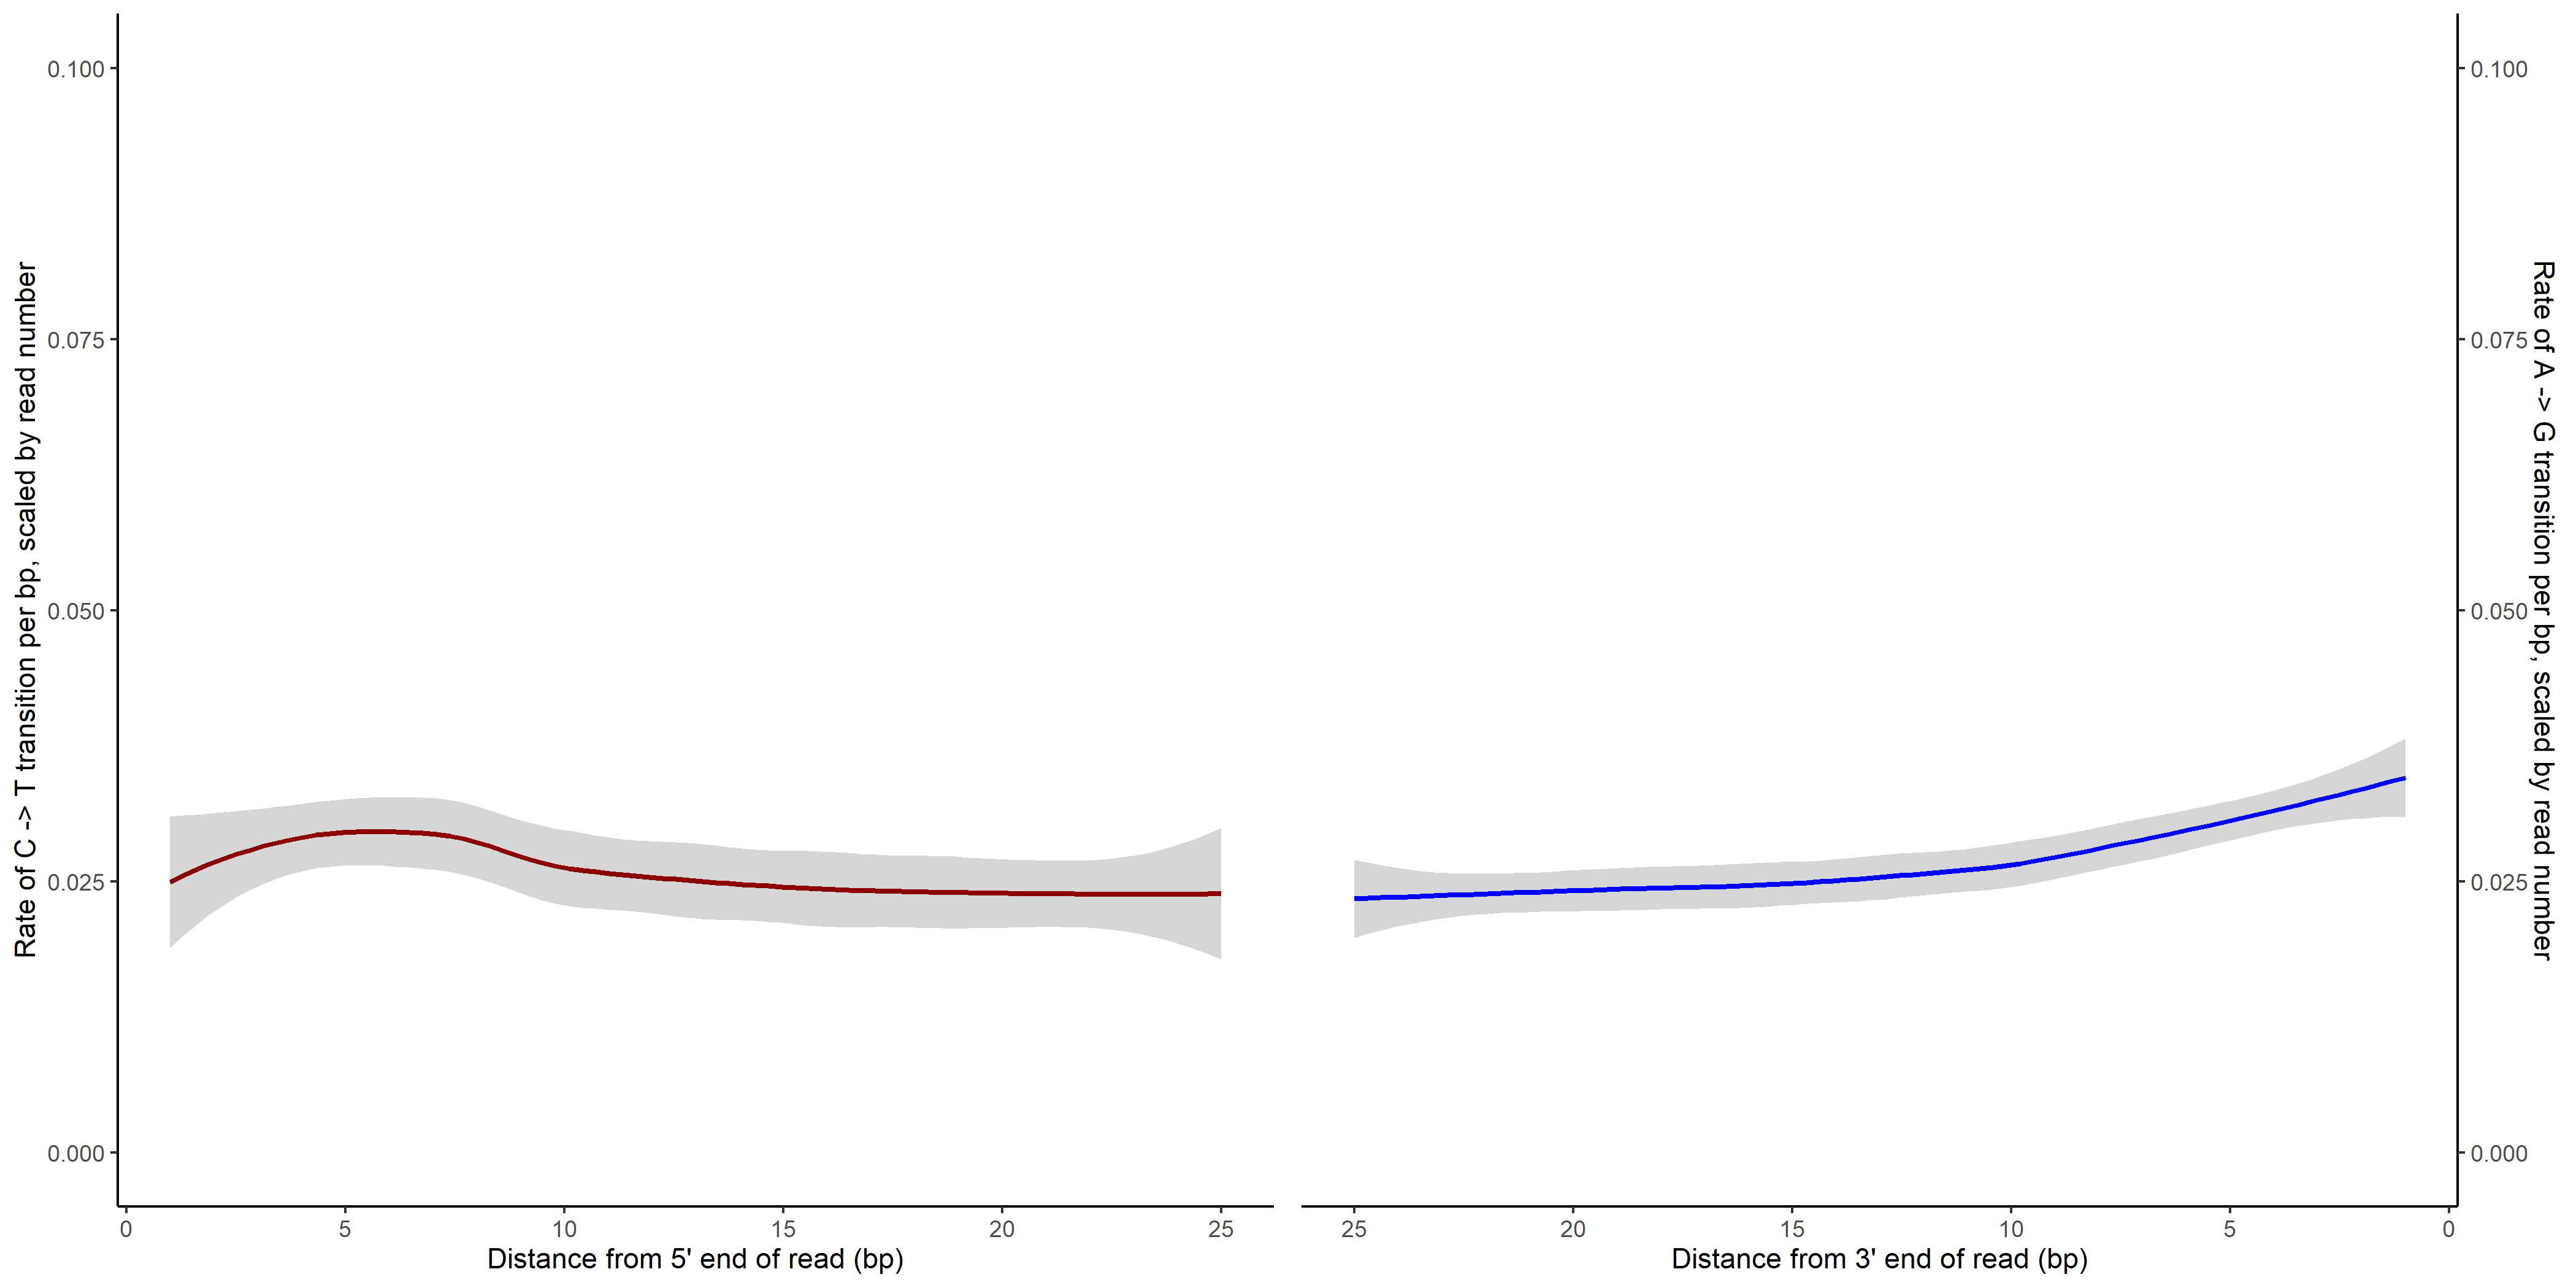 Rate of C -> T transition per bp, scaled by read number
0.100
0.075
0.050
0.025
0.000
0 5 10 15 20 25
Distance from 5' end of read (bp)
25 20 15 10 5 0
Distance from 3' end of read (bp)
0.100
0.075
0.050
0.025
0.000
Rate of A -> G transition per bp, scaled by read number